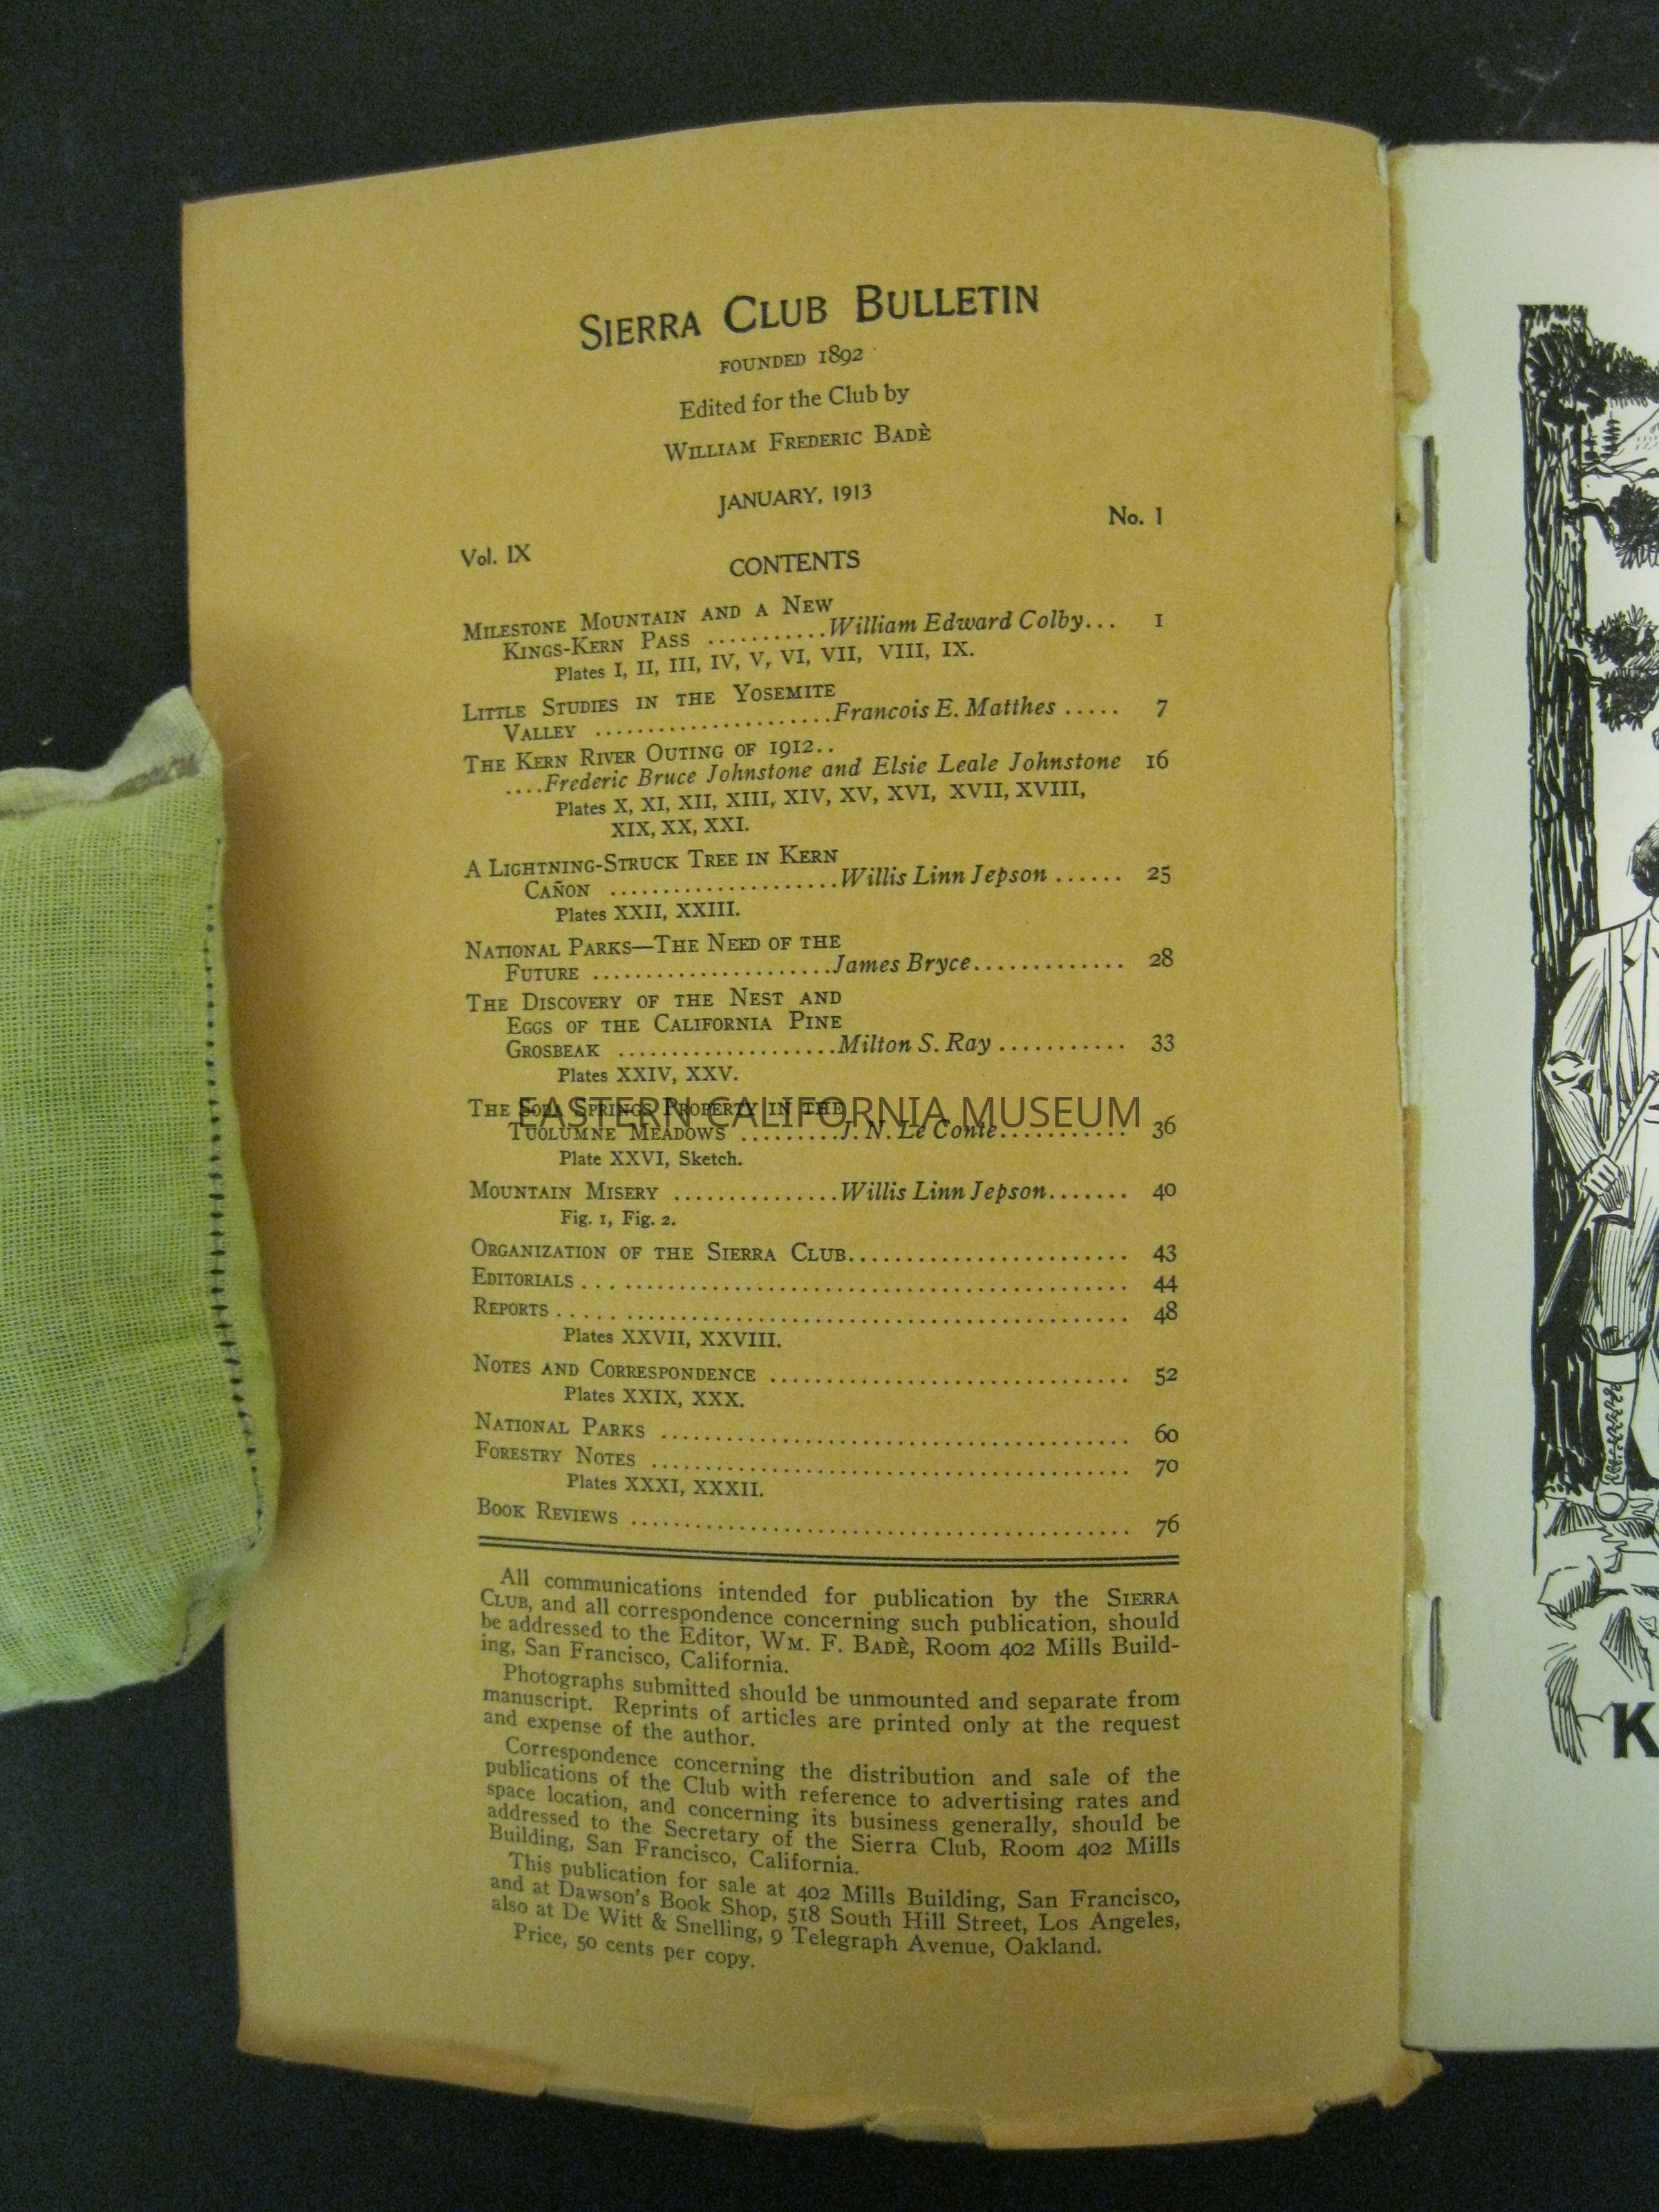 SIERRA CLUB BULLETIN
FOUNDED 1892
Edited for the Club by
WILLIAM FREDERIC BADÈ
JANUARY, 1913
Vol. IX No. 1
CONTENTS
MILESTONE MOUNTAIN AND A NEW
KINGS-KERN PASS ...........William Edward Colby... 1
Plates I, II, III, IV, V, VI, VII, VIII, IX.
LITTLE STUDIES IN THE YOSEMITE
VALLEY ......................Francois E. Matthes ..... 7
THE KERN RIVER OUTING OF 1912..
....Frederic Bruce Johnstone and Elsie Leale Johnstone 16
Plates X, XI, XII, XIII, XIV, XV, XVI, XVII, XVIII,
XIX, XX, XXI.
A LIGHTNING-STRUCK TREE IN KERN
CAÑON ......................Willis Linn Jepson ...... 25
Plates XXII, XXIII.
NATIONAL PARKS—THE NEED OF THE
FUTURE .......................James Bryce............. 28
THE DISCOVERY OF THE NEST AND
EGGS OF THE CALIFORNIA PINE
GROSBEAK .....................Milton S. Ray ........... 33
Plates XXIV, XXV.
THE SODA SPRINGS PROPERTY IN THE
EASTERN CALIFORNIA MUSEUM
TUOLUMNE MEADOWS ..........J. N. Le Conte............ 36
Plate XXVI, Sketch.
MOUNTAIN MISERY ................Willis Linn Jepson....... 40
Fig. 1, Fig. 2.
ORGANIZATION OF THE SIERRA CLUB........................... 43
EDITORIALS ... ................................................ 44
REPORTS ..... ................................................ 48
Plates XXVII, XXVIII.
NOTES AND CORRESPONDENCE .................................. 52
Plates XXIX, XXX.
NATIONAL PARKS ............................................. 60
FORESTRY NOTES .............................................. 70
Plates XXXI, XXXII.
BOOK REVIEWS ................................................ 76
All communications intended for publication by the SIERRA
CLUB, and all correspondence concerning such publication, should
be addressed to the Editor, WM. F. BADÈ, Room 402 Mills Build-
ing, San Francisco, California.
Photographs submitted should be unmounted and separate from
manuscript. Reprints of articles are printed only at the request
and expense of the author.
Correspondence concerning the distribution and sale of the
publications of the Club with reference to advertising rates and
space location, and concerning its business generally, should be
addressed to the Secretary of the Sierra Club, Room 402 Mills
Building, San Francisco, California.
This publication for sale at 402 Mills Building, San Francisco,
and at Dawson's Book Shop, 518 South Hill Street, Los Angeles,
also at De Witt & Snelling, 9 Telegraph Avenue, Oakland.
Price, 50 cents per copy.
K